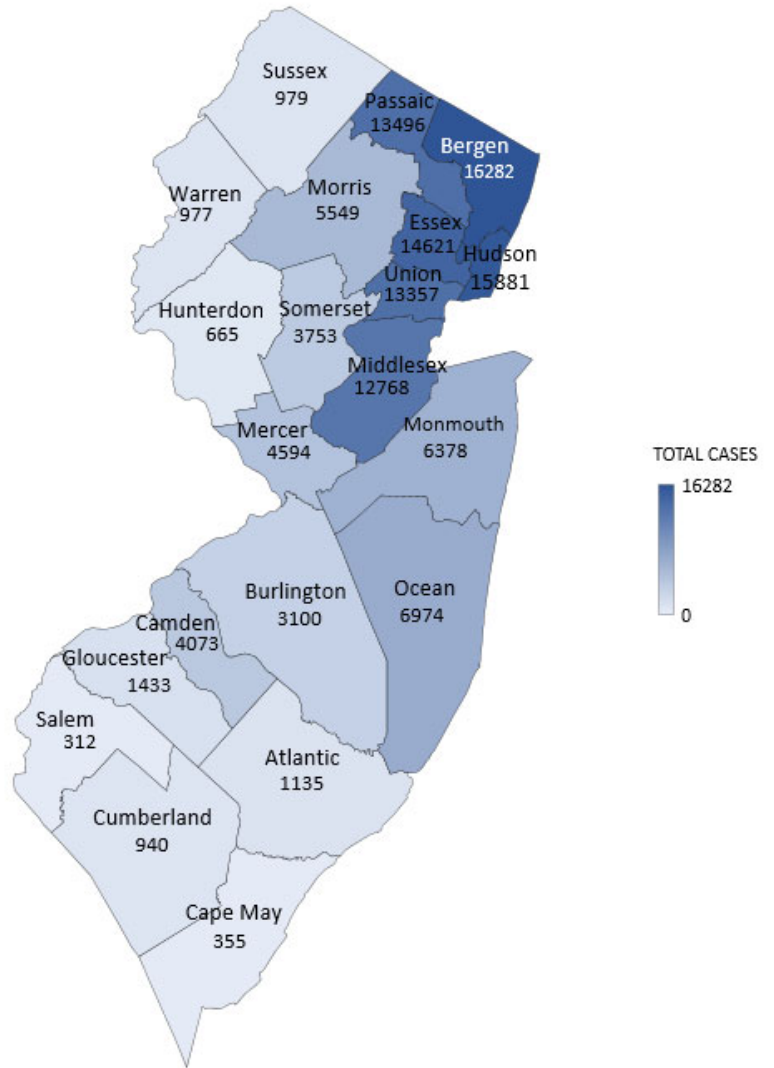 Sussex
979
Passaic
13496
Bergen
16282
Warren
977
Morris
5549
Essex
14621
Hudson
15881
Union
13357
Hunterdon
665
Somerset
3753
Middlesex
12768
Mercer
4594
Monmouth
6378
TOTAL CASES
16282
0
Burlington
3100
Ocean
6974
Camden
4073
Gloucester
1433
Salem
312
Atlantic
1135
Cumberland
940
Cape May
355